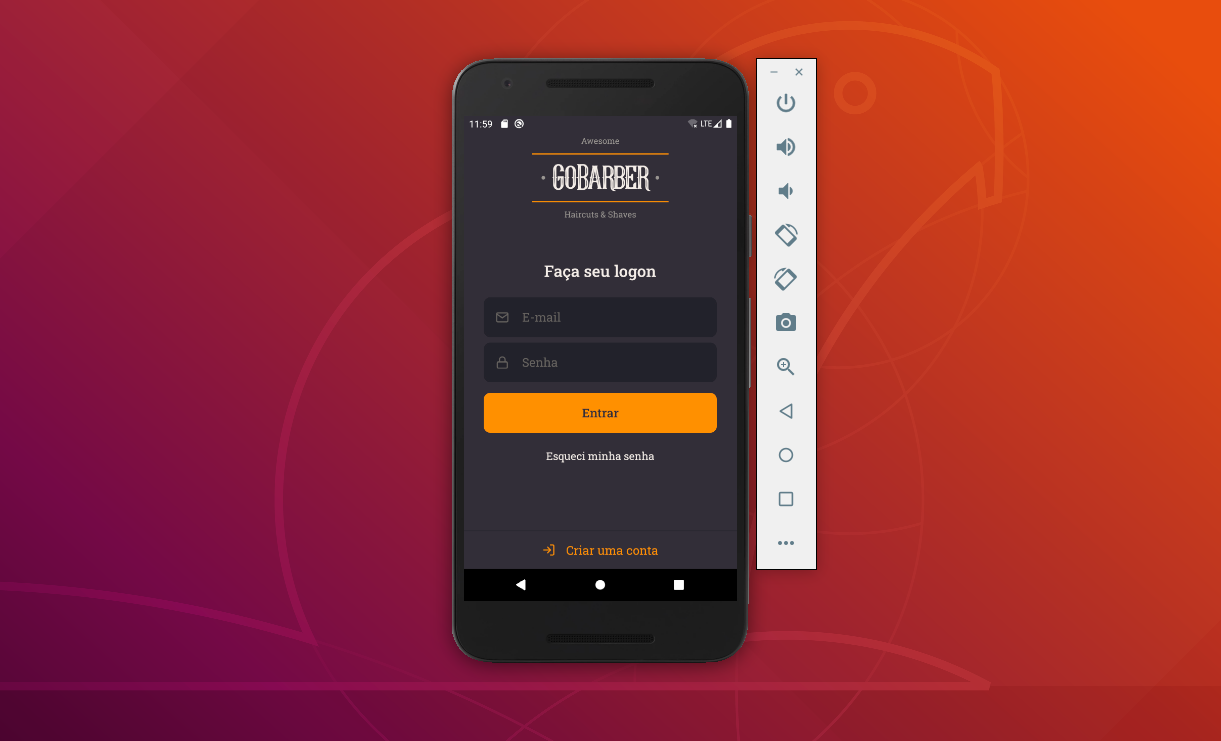 11:59
LTE
Awesome
GOBARBER
Haircuts & Shaves
Faça seu logon
E-mail
Senha
Entrar
Esqueci minha senha
Criar uma conta